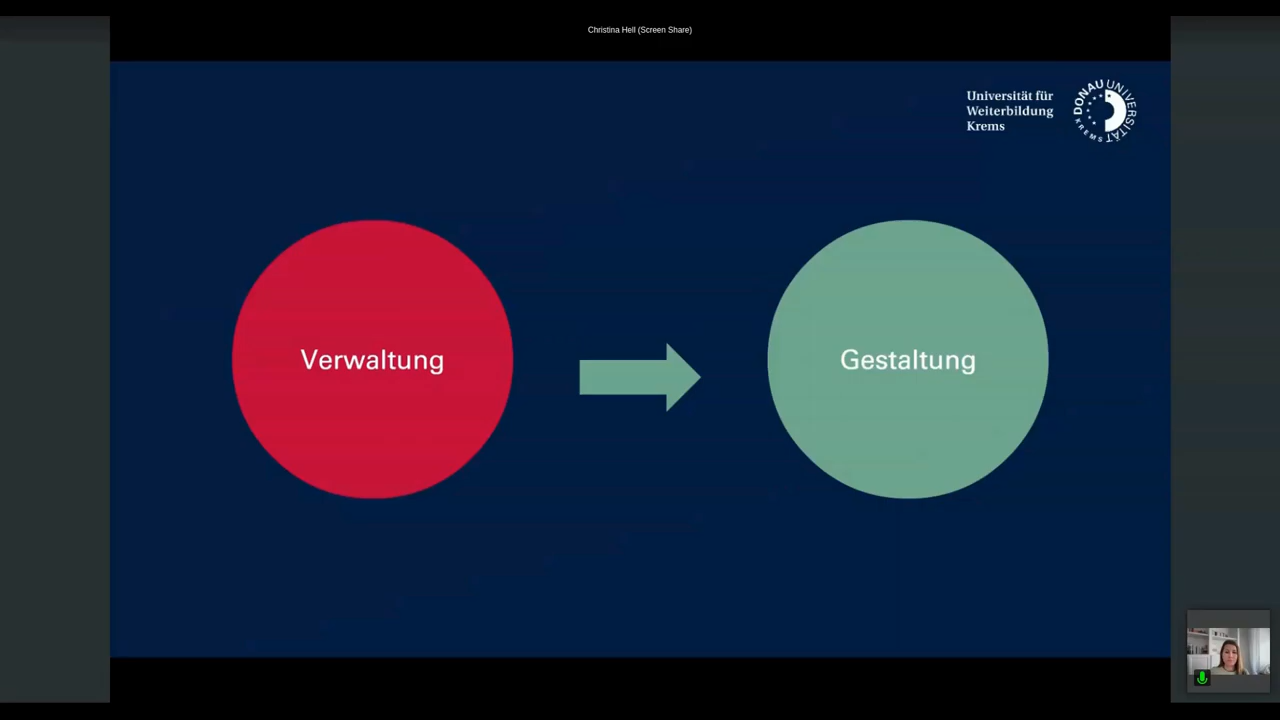 Christina Hell (Screen Share)
Universität für
Weiterbildung
Krems
DONAU UNIVERSITÄT
KREMS
Verwaltung
Gestaltung